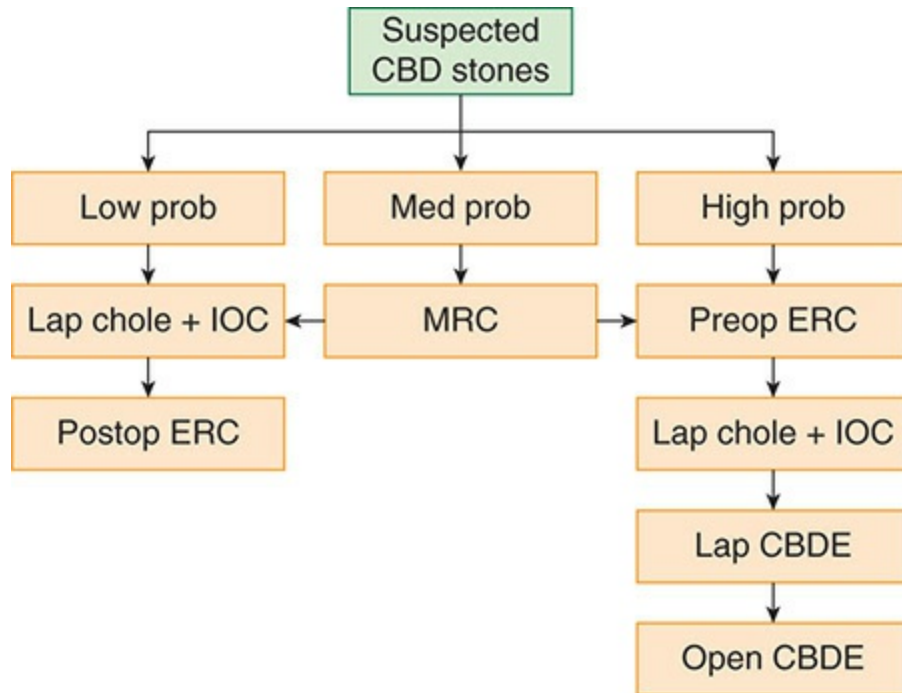 Suspected
CBD stones
Low prob
Med prob
High prob
Lap chole + IOC
MRC
Preop ERC
Postop ERC
Lap chole + IOC
Lap CBDE
Open CBDE